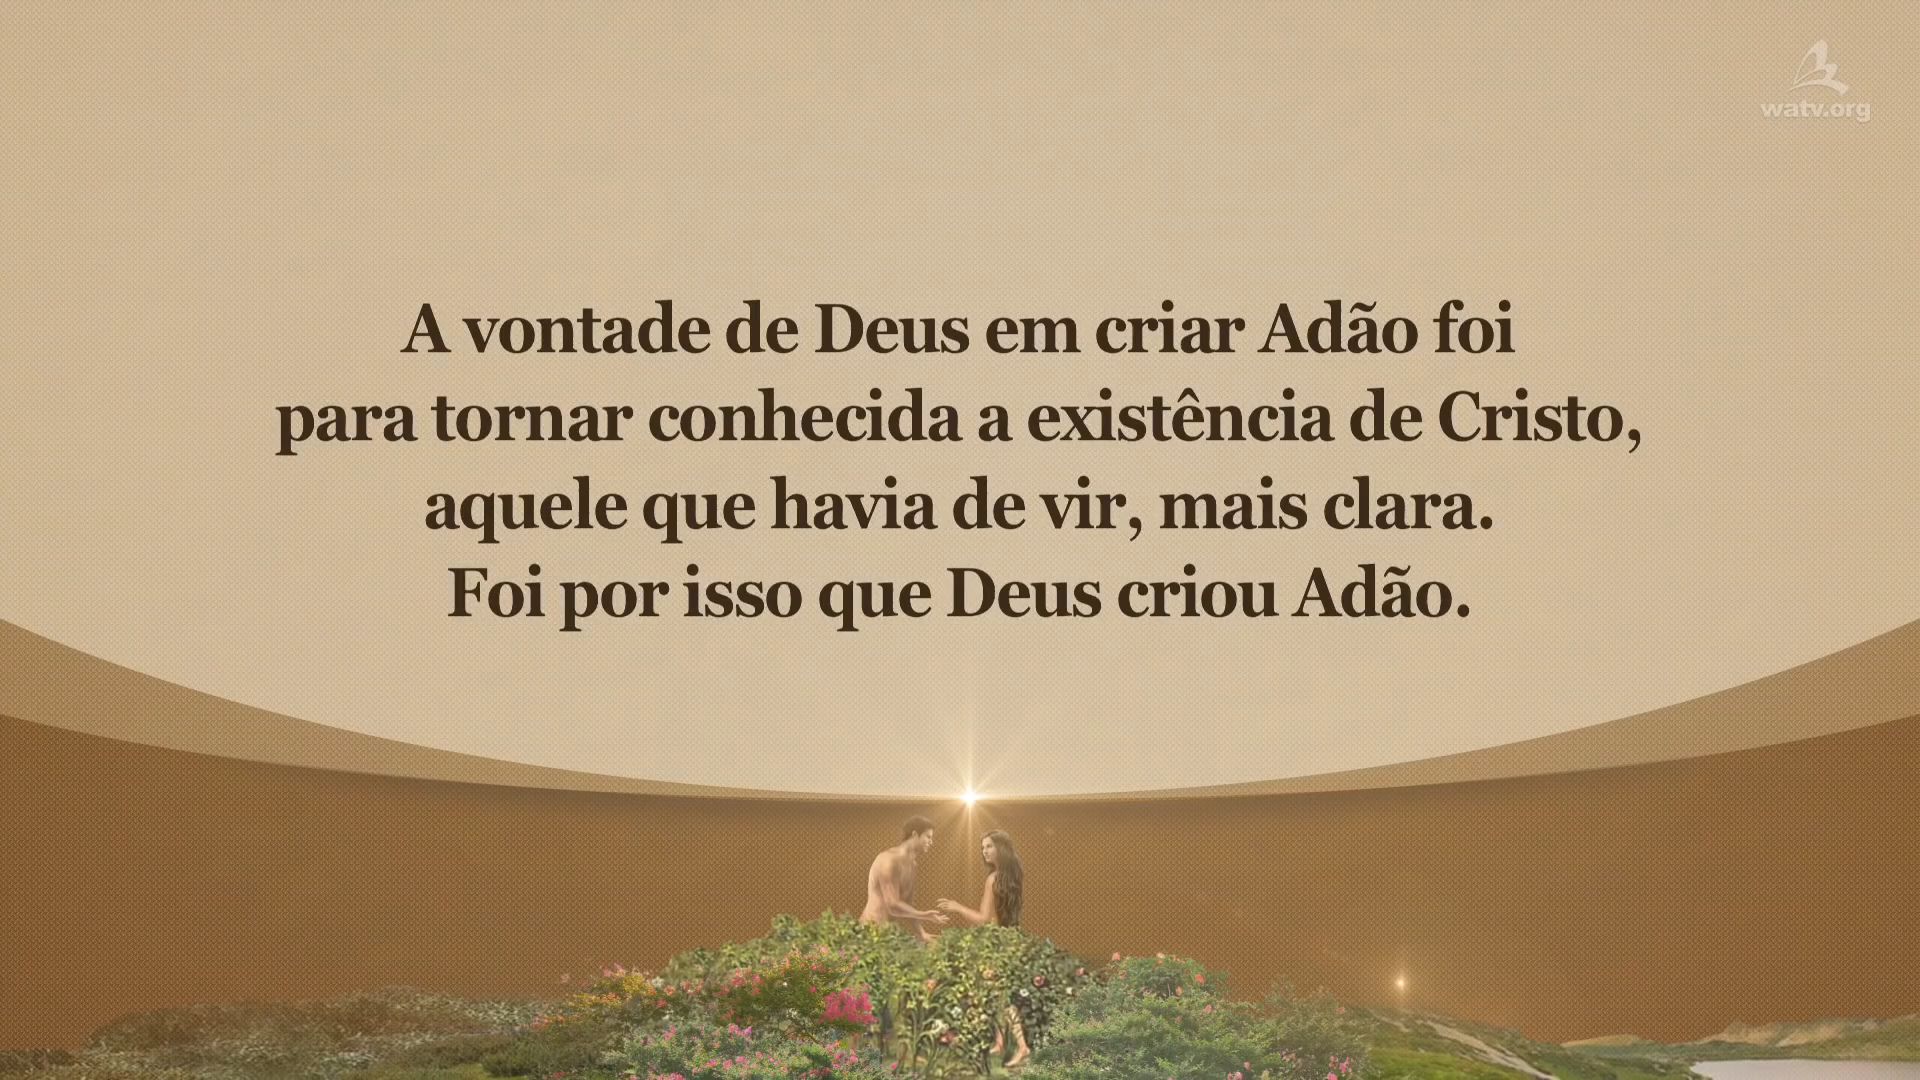 watv.org
A vontade de Deus em criar Adão foi
para tornar conhecida a existência de Cristo,
aquele que havia de vir, mais clara.
Foi por isso que Deus criou Adão.